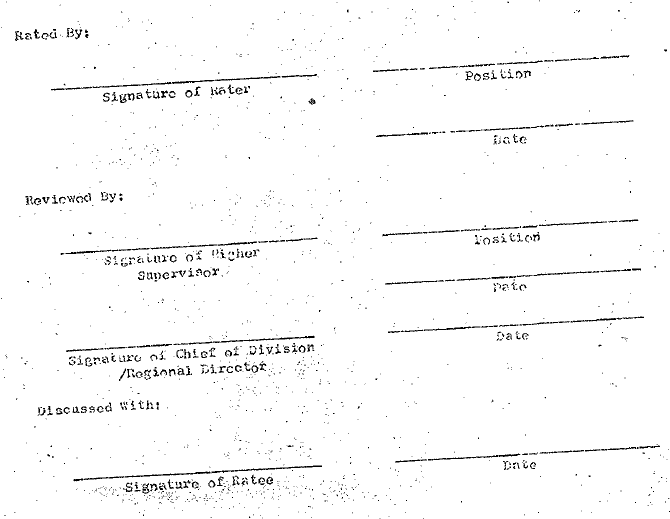 Rated By:
Signature of Rater
Position
Date
Reviewed By:
Signature of Higher
Supervisor
Position
Date
Signature of Chief of Division
/Regional Director
Date
Discussed With:
Signature of Ratee
Date